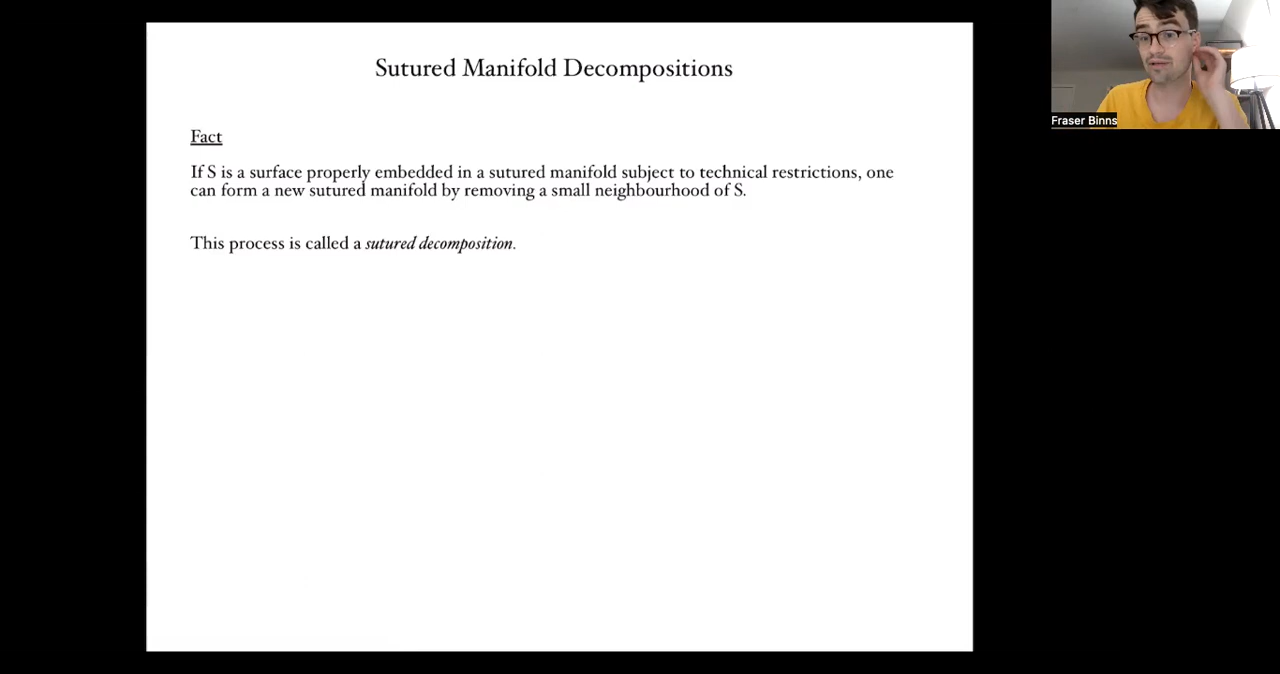 Sutured Manifold Decompositions
Fraser Binns
Fact
If S is a surface properly embedded in a sutured manifold subject to technical restrictions, one
can form a new sutured manifold by removing a small neighbourhood of S.
This process is called a sutured decomposition.